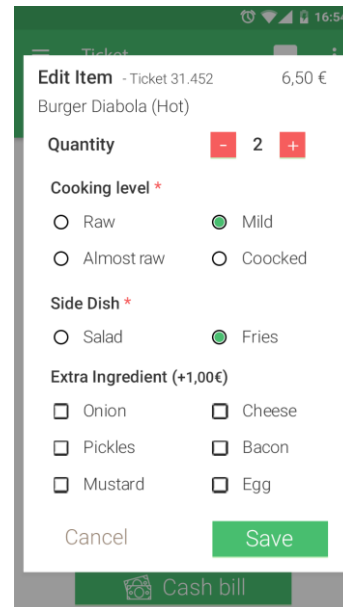 16:54
Ticket
Edit Item - Ticket 31.452 6,50 €
Burger Diabola (Hot)
Quantity - 2 +
Cooking level *
Raw Mild
Almost raw Coocked
Side Dish *
Salad Fries
Extra Ingredient (+1,00€)
Onion Cheese
Pickles Bacon
Mustard Egg
Cancel Save
Cash bill